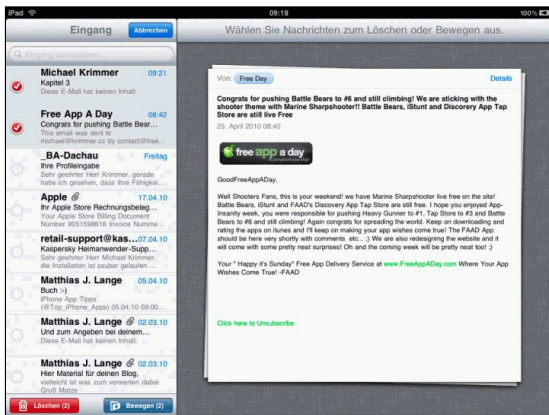 iPad
09:18
100%
Eingang
Abbrechen
Wählen Sie Nachrichten zum Löschen oder Bewegen aus.
Eingang durchsuchen
Michael Krimmer 09:21
Kapitel 3
Diese E-Mail hat keinen Inhalt.
Free App A Day 08:42
Congrats for pushing Battle Bear...
This email was sent to
michael@krimmer.cc by contact@free...
_BA-Dachau Freitag
Ihre Profileingabe
Sehr geehrter Herr Krimmer, gerade
habe ich gesehen, dass Ihre Fähigkei...
Apple 17.04.10
Ihr Apple Store Rechnungsbeleg...
Your Apple Store Billing Document
Number 9051598616 Invoice Numme...
retail-support@kas... 07.04.10
Kaspersky Heimanwender-Supp...
Sehr geehrter Herr Michael Krimmer,
die Installation ist sauber gelaufen...
Matthias J. Lange 05.04.10
Buch :-)
iPhone App Tipps
(@Top_iPhone_Apps) 05.04.10 09:00...
Matthias J. Lange 02.03.10
Und zum Angeben bei deinem...
Diese E-Mail hat keinen Inhalt.
Matthias J. Lange 02.03.10
Hier Material für deinen Blog,
vielleicht ist was zum verwerten dabei
Gruß Matze
Löschen (2)
Bewegen (2)
Von: Free Day
Details
Congrats for pushing Battle Bears to #6 and still climbing! We are sticking with the
shooter theme with Marine Sharpshooter!! Battle Bears, iStunt and Discorery App Tap
Store are still live Free
25. April 2010 08:42
free app a day
GoodFreeAppADay,
Well Shooters Fans, this is your weekend! we have Marine Sharpshooter live free on the site!
Battle Bears, iStunt and FAAD's Discovery App Tap Store are still free. I hope you enjoyed App-
Insanity week, you were responsible for pushing Heavy Gunner to #1, Tap Store to #3 and Battle
Bears to #6 and still climbing! Again congrats for spreading the world. Keep on downloading and
rating the apps on itunes and I'll keep on making your app wishes come true! The FAAD App
should be here very shortly with comments etc... ;) We are also redesigning the website and it
will come with some pretty neat surprises! Oh and the coming week will be pretty neat too! ;)
Your " Happy it's Sunday" Free App Delivery Service at www.FreeAppADay.com Where Your App
Wishes Come True! -FAAD
Click here to Unsubscribe